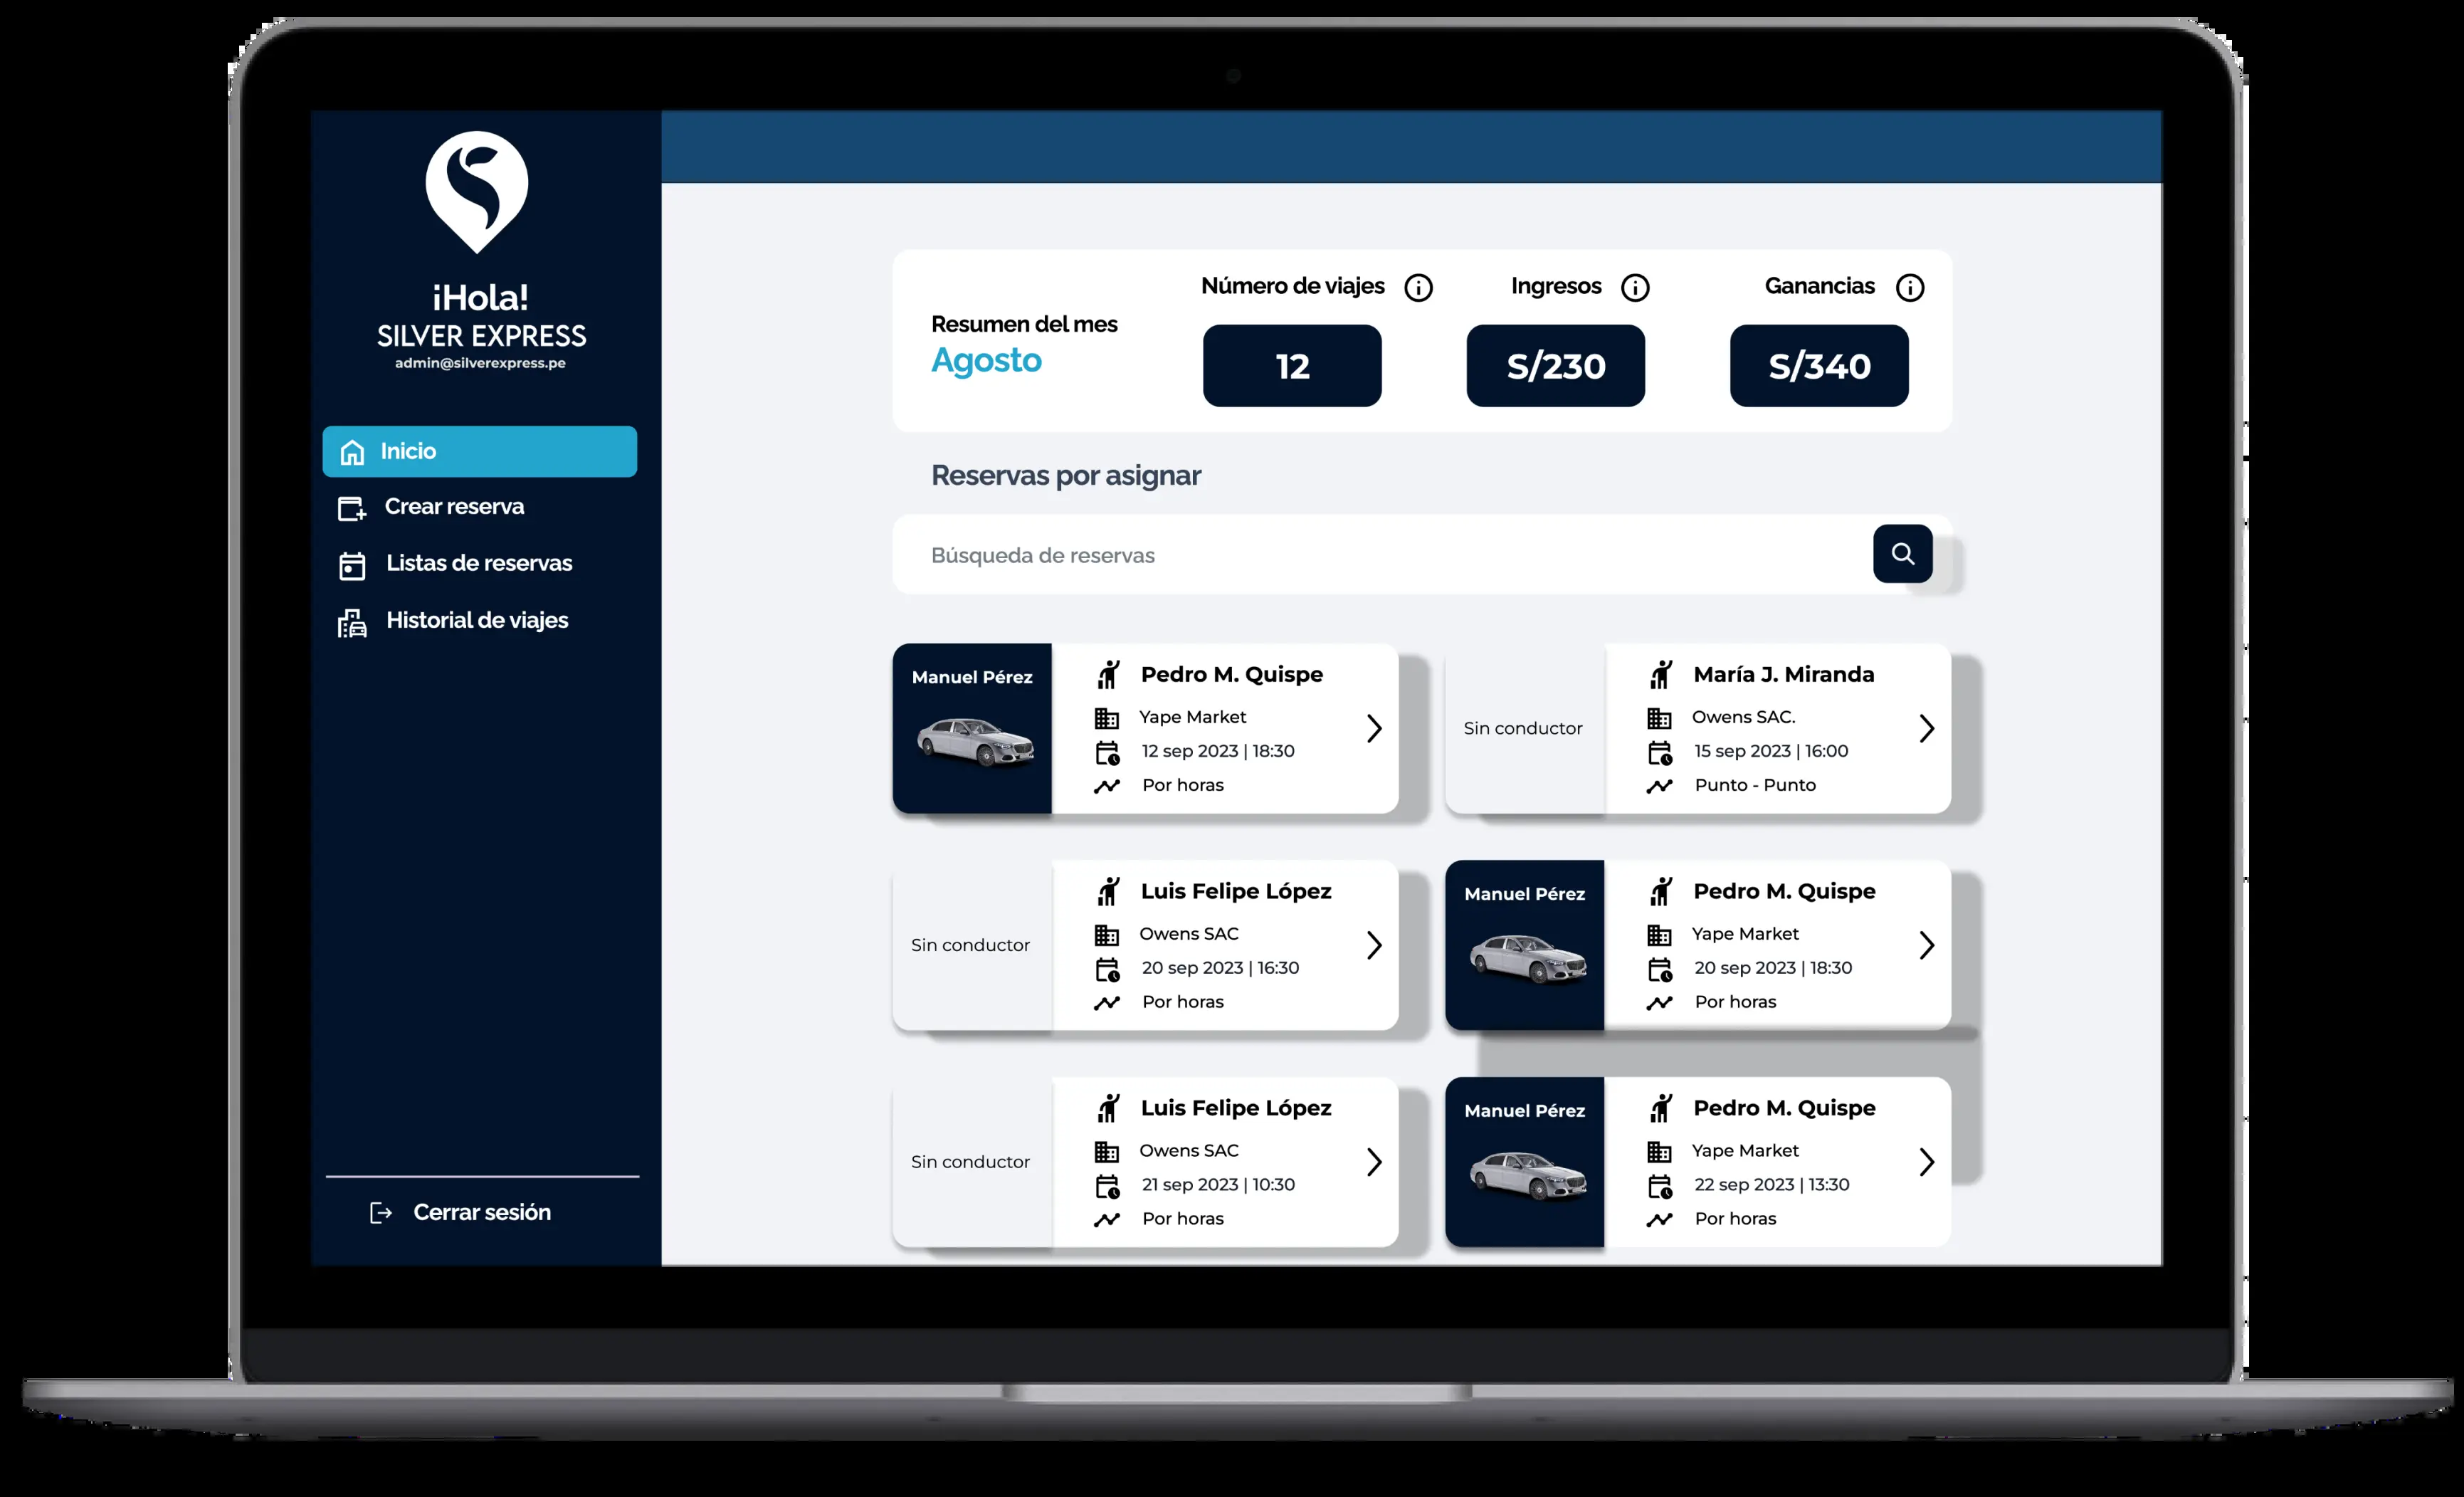 ¡Hola!
SILVER EXPRESS
admin@silverexpress.pe
Inicio
Crear reserva
Listas de reservas
Historial de viajes
Cerrar sesión
Resumen del mes
Agosto
Número de viajes
12
Ingresos
S/230
Ganancias
S/340
Reservas por asignar
Búsqueda de reservas
Manuel Pérez
Pedro M. Quispe
Yape Market
12 sep 2023 | 18:30
Por horas
Sin conductor
María J. Miranda
Owens SAC.
15 sep 2023 | 16:00
Punto - Punto
Sin conductor
Luis Felipe López
Owens SAC
20 sep 2023 | 16:30
Por horas
Manuel Pérez
Pedro M. Quispe
Yape Market
20 sep 2023 | 18:30
Por horas
Sin conductor
Luis Felipe López
Owens SAC
21 sep 2023 | 10:30
Por horas
Manuel Pérez
Pedro M. Quispe
Yape Market
22 sep 2023 | 13:30
Por horas